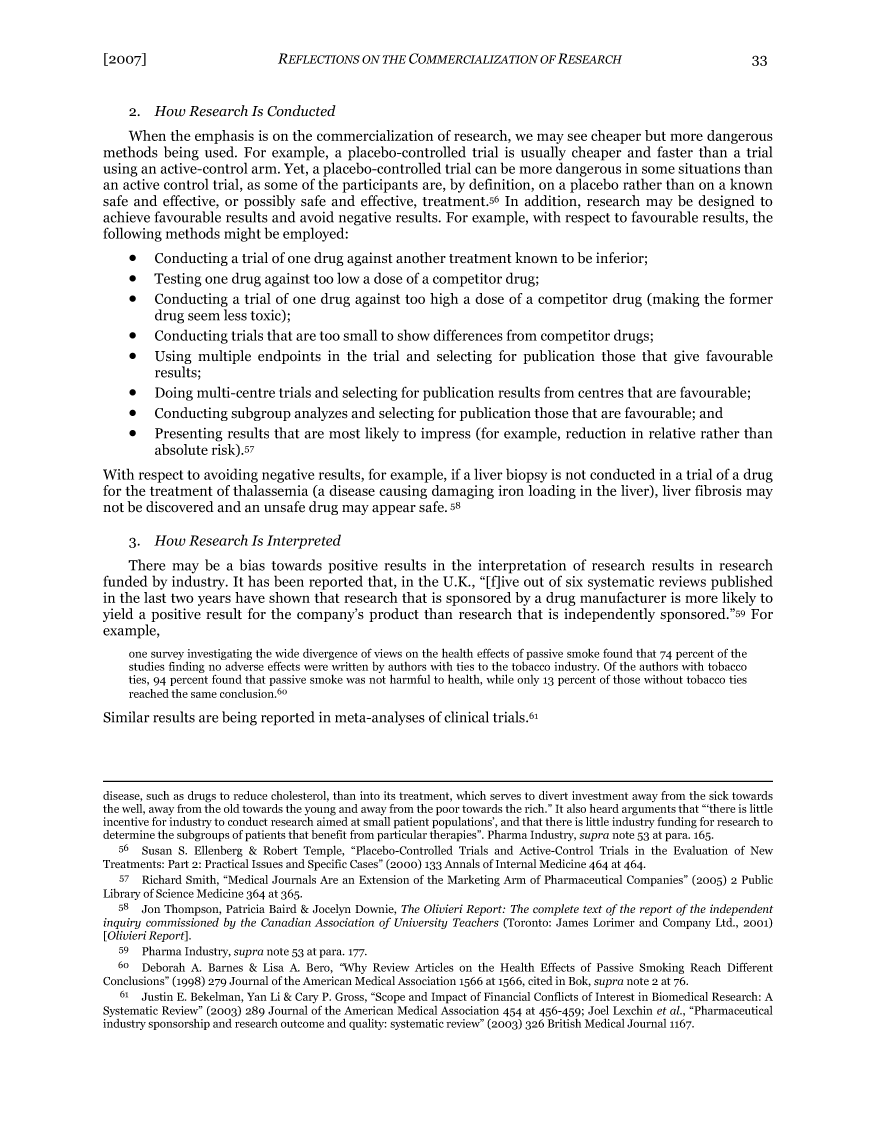 [2007] REFLECTIONS ON THE COMMERCIALIZATION OF RESEARCH 33
2. How Research Is Conducted
When the emphasis is on the commercialization of research, we may see cheaper but more dangerous
methods being used. For example, a placebo-controlled trial is usually cheaper and faster than a trial
using an active-control arm. Yet, a placebo-controlled trial can be more dangerous in some situations than
an active control trial, as some of the participants are, by definition, on a placebo rather than on a known
safe and effective, or possibly safe and effective, treatment.56 In addition, research may be designed to
achieve favourable results and avoid negative results. For example, with respect to favourable results, the
following methods might be employed:
• Conducting a trial of one drug against another treatment known to be inferior;
• Testing one drug against too low a dose of a competitor drug;
• Conducting a trial of one drug against too high a dose of a competitor drug (making the former
drug seem less toxic);
• Conducting trials that are too small to show differences from competitor drugs;
• Using multiple endpoints in the trial and selecting for publication those that give favourable
results;
• Doing multi-centre trials and selecting for publication results from centres that are favourable;
• Conducting subgroup analyzes and selecting for publication those that are favourable; and
• Presenting results that are most likely to impress (for example, reduction in relative rather than
absolute risk).57
With respect to avoiding negative results, for example, if a liver biopsy is not conducted in a trial of a drug
for the treatment of thalassemia (a disease causing damaging iron loading in the liver), liver fibrosis may
not be discovered and an unsafe drug may appear safe. 58
3. How Research Is Interpreted
There may be a bias towards positive results in the interpretation of research results in research
funded by industry. It has been reported that, in the U.K., “[f]ive out of six systematic reviews published
in the last two years have shown that research that is sponsored by a drug manufacturer is more likely to
yield a positive result for the company’s product than research that is independently sponsored.”59 For
example,
one survey investigating the wide divergence of views on the health effects of passive smoke found that 74 percent of the
studies finding no adverse effects were written by authors with ties to the tobacco industry. Of the authors with tobacco
ties, 94 percent found that passive smoke was not harmful to health, while only 13 percent of those without tobacco ties
reached the same conclusion.60
Similar results are being reported in meta-analyses of clinical trials.61
disease, such as drugs to reduce cholesterol, than into its treatment, which serves to divert investment away from the sick towards
the well, away from the old towards the young and away from the poor towards the rich.” It also heard arguments that “‘there is little
incentive for industry to conduct research aimed at small patient populations’, and that there is little industry funding for research to
determine the subgroups of patients that benefit from particular therapies”. Pharma Industry, supra note 53 at para. 165.
56 Susan S. Ellenberg & Robert Temple, “Placebo-Controlled Trials and Active-Control Trials in the Evaluation of New
Treatments: Part 2: Practical Issues and Specific Cases” (2000) 133 Annals of Internal Medicine 464 at 464.
57 Richard Smith, “Medical Journals Are an Extension of the Marketing Arm of Pharmaceutical Companies” (2005) 2 Public
Library of Science Medicine 364 at 365.
58 Jon Thompson, Patricia Baird & Jocelyn Downie, The Olivieri Report: The complete text of the report of the independent
inquiry commissioned by the Canadian Association of University Teachers (Toronto: James Lorimer and Company Ltd., 2001)
[Olivieri Report].
59 Pharma Industry, supra note 53 at para. 177.
60 Deborah A. Barnes & Lisa A. Bero, “Why Review Articles on the Health Effects of Passive Smoking Reach Different
Conclusions” (1998) 279 Journal of the American Medical Association 1566 at 1566, cited in Bok, supra note 2 at 76.
61 Justin E. Bekelman, Yan Li & Cary P. Gross, “Scope and Impact of Financial Conflicts of Interest in Biomedical Research: A
Systematic Review” (2003) 289 Journal of the American Medical Association 454 at 456-459; Joel Lexchin et al., “Pharmaceutical
industry sponsorship and research outcome and quality: systematic review” (2003) 326 British Medical Journal 1167.